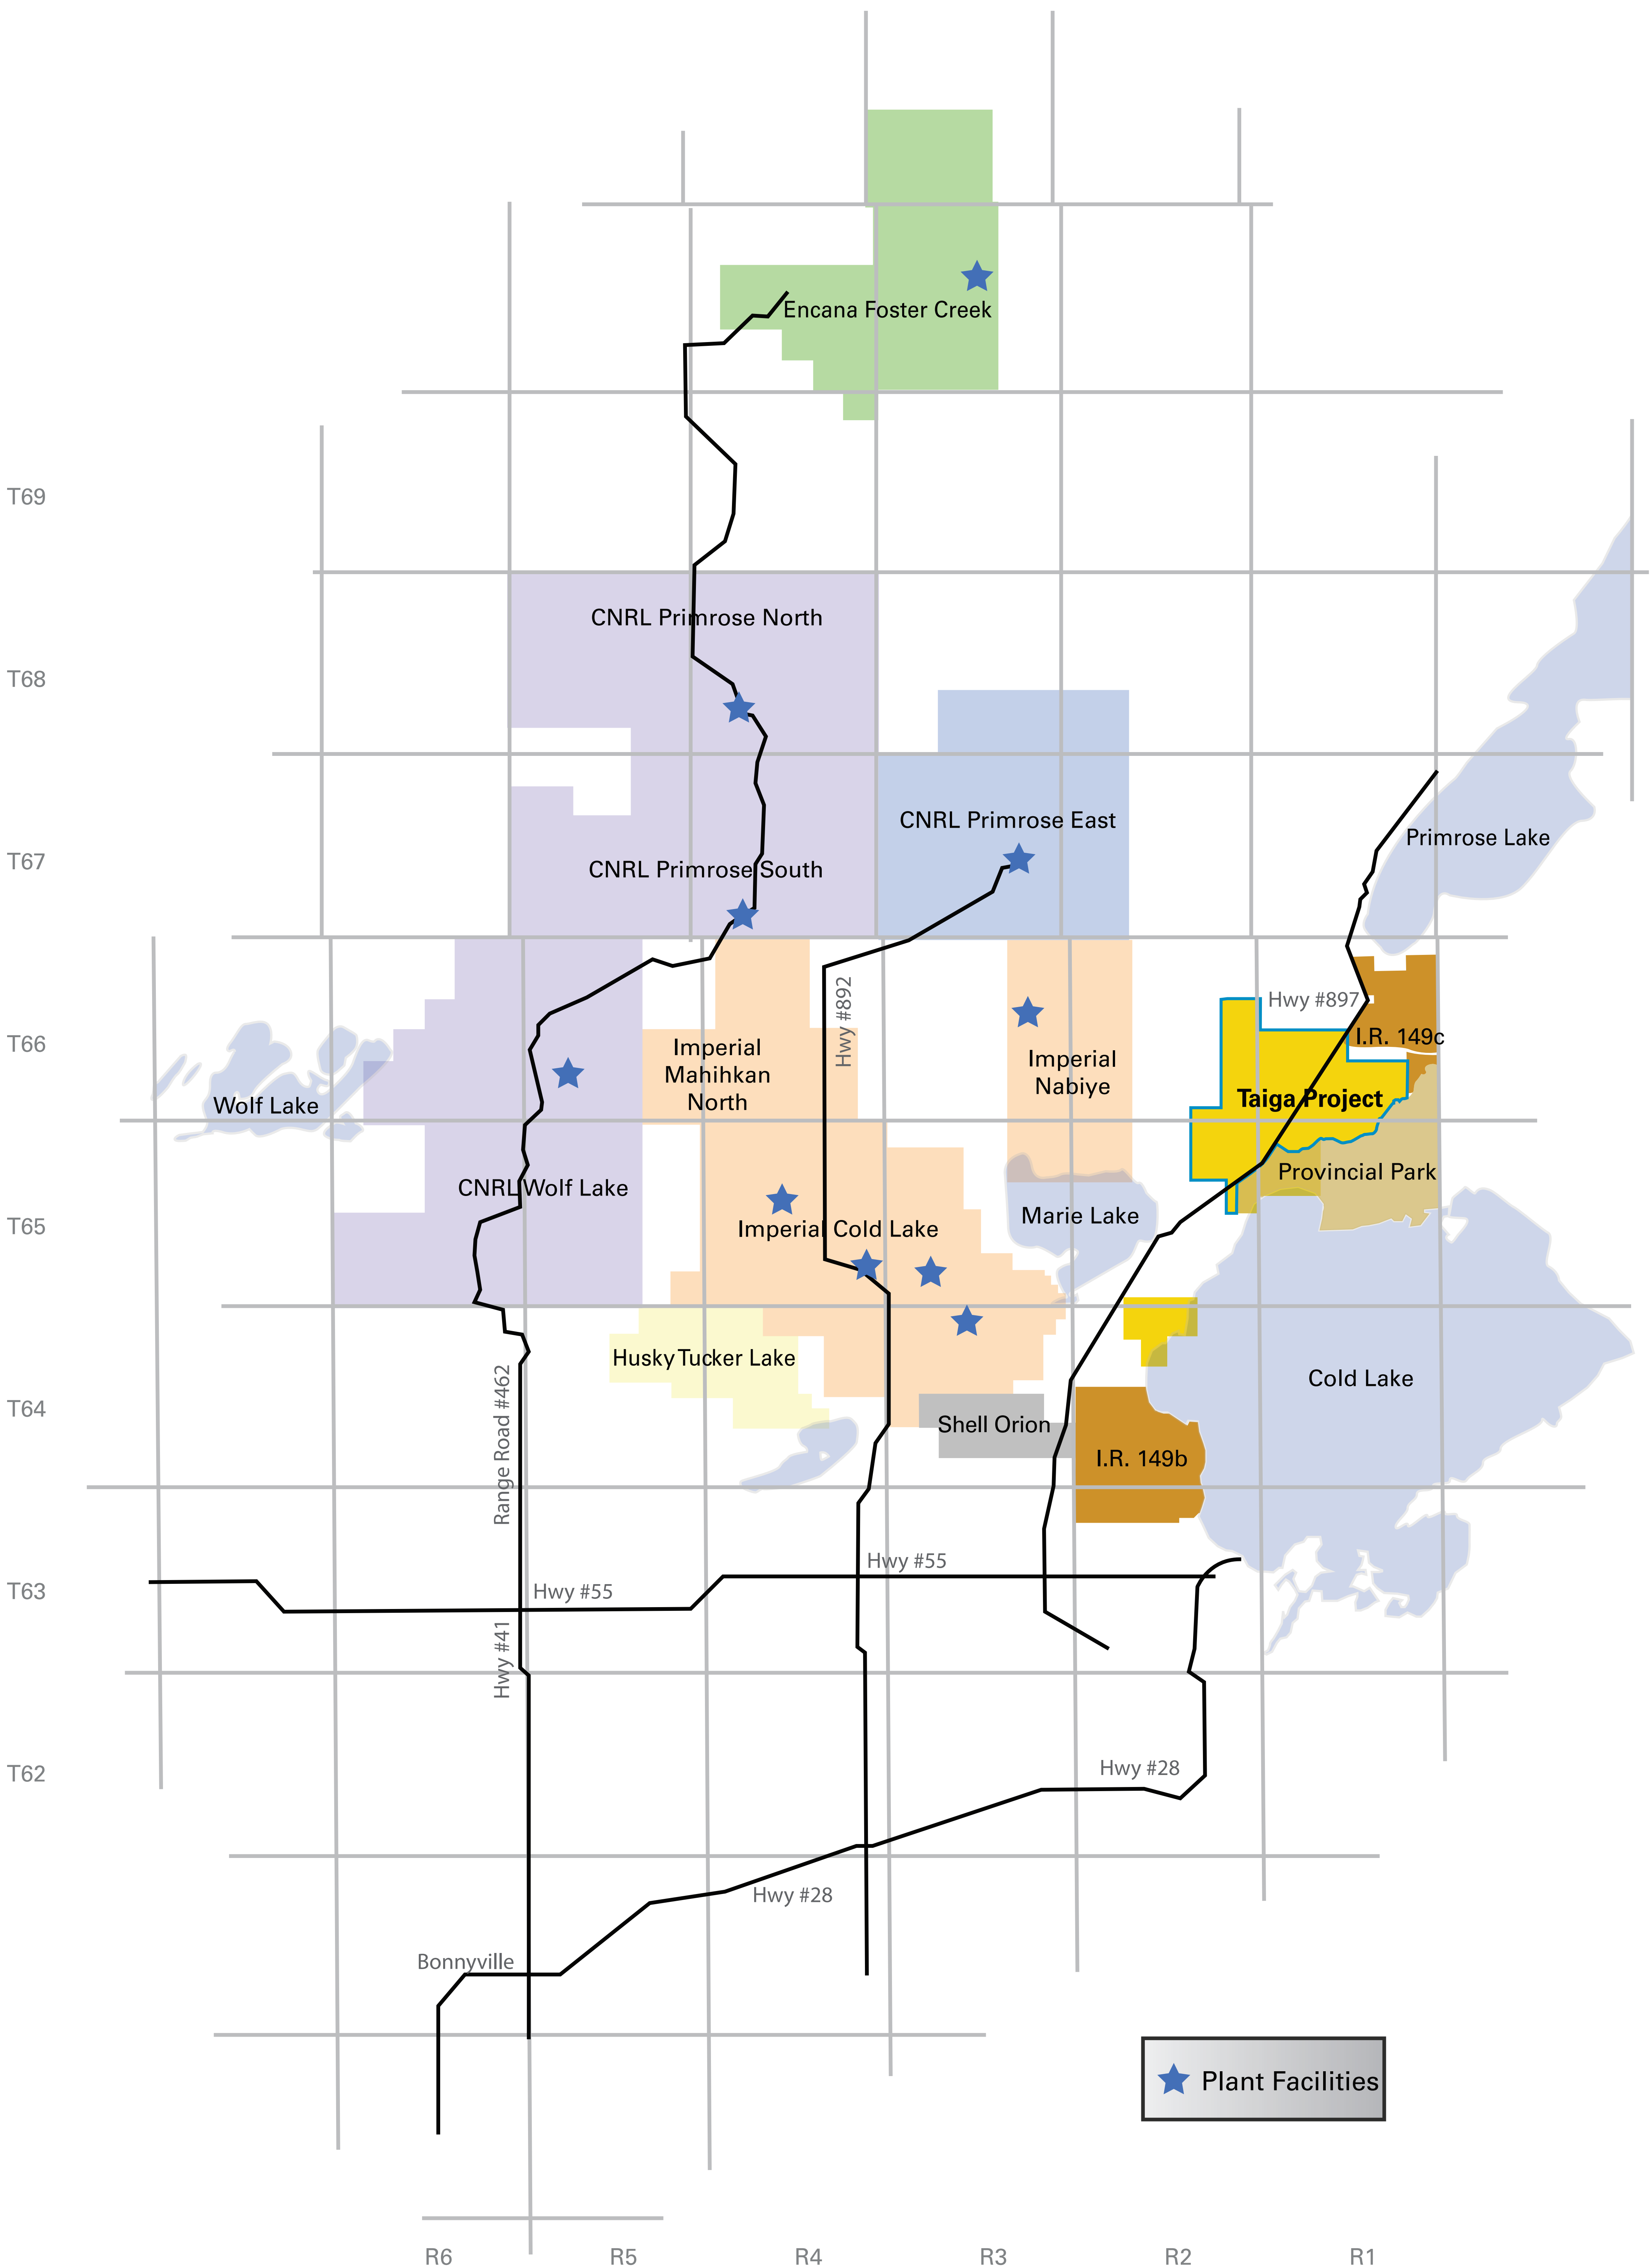 Encana Foster Creek
T69
CNRL Primrose North
T68
CNRL Primrose East
Primrose Lake
T67
CNRL Primrose South
Hwy #892
Hwy #897
I.R. 149c
T66
Imperial
Mahihkan
North
Imperial
Nabiye
Taiga Project
Wolf Lake
Provincial Park
CNRL Wolf Lake
Marie Lake
T65
Imperial Cold Lake
Husky Tucker Lake
Cold Lake
T64
Range Road #462
Shell Orion
I.R. 149b
Hwy #55
T63
Hwy #55
Hwy #41
T62
Hwy #28
Hwy #28
Bonnyville
Plant Facilities
R6
R5
R4
R3
R2
R1